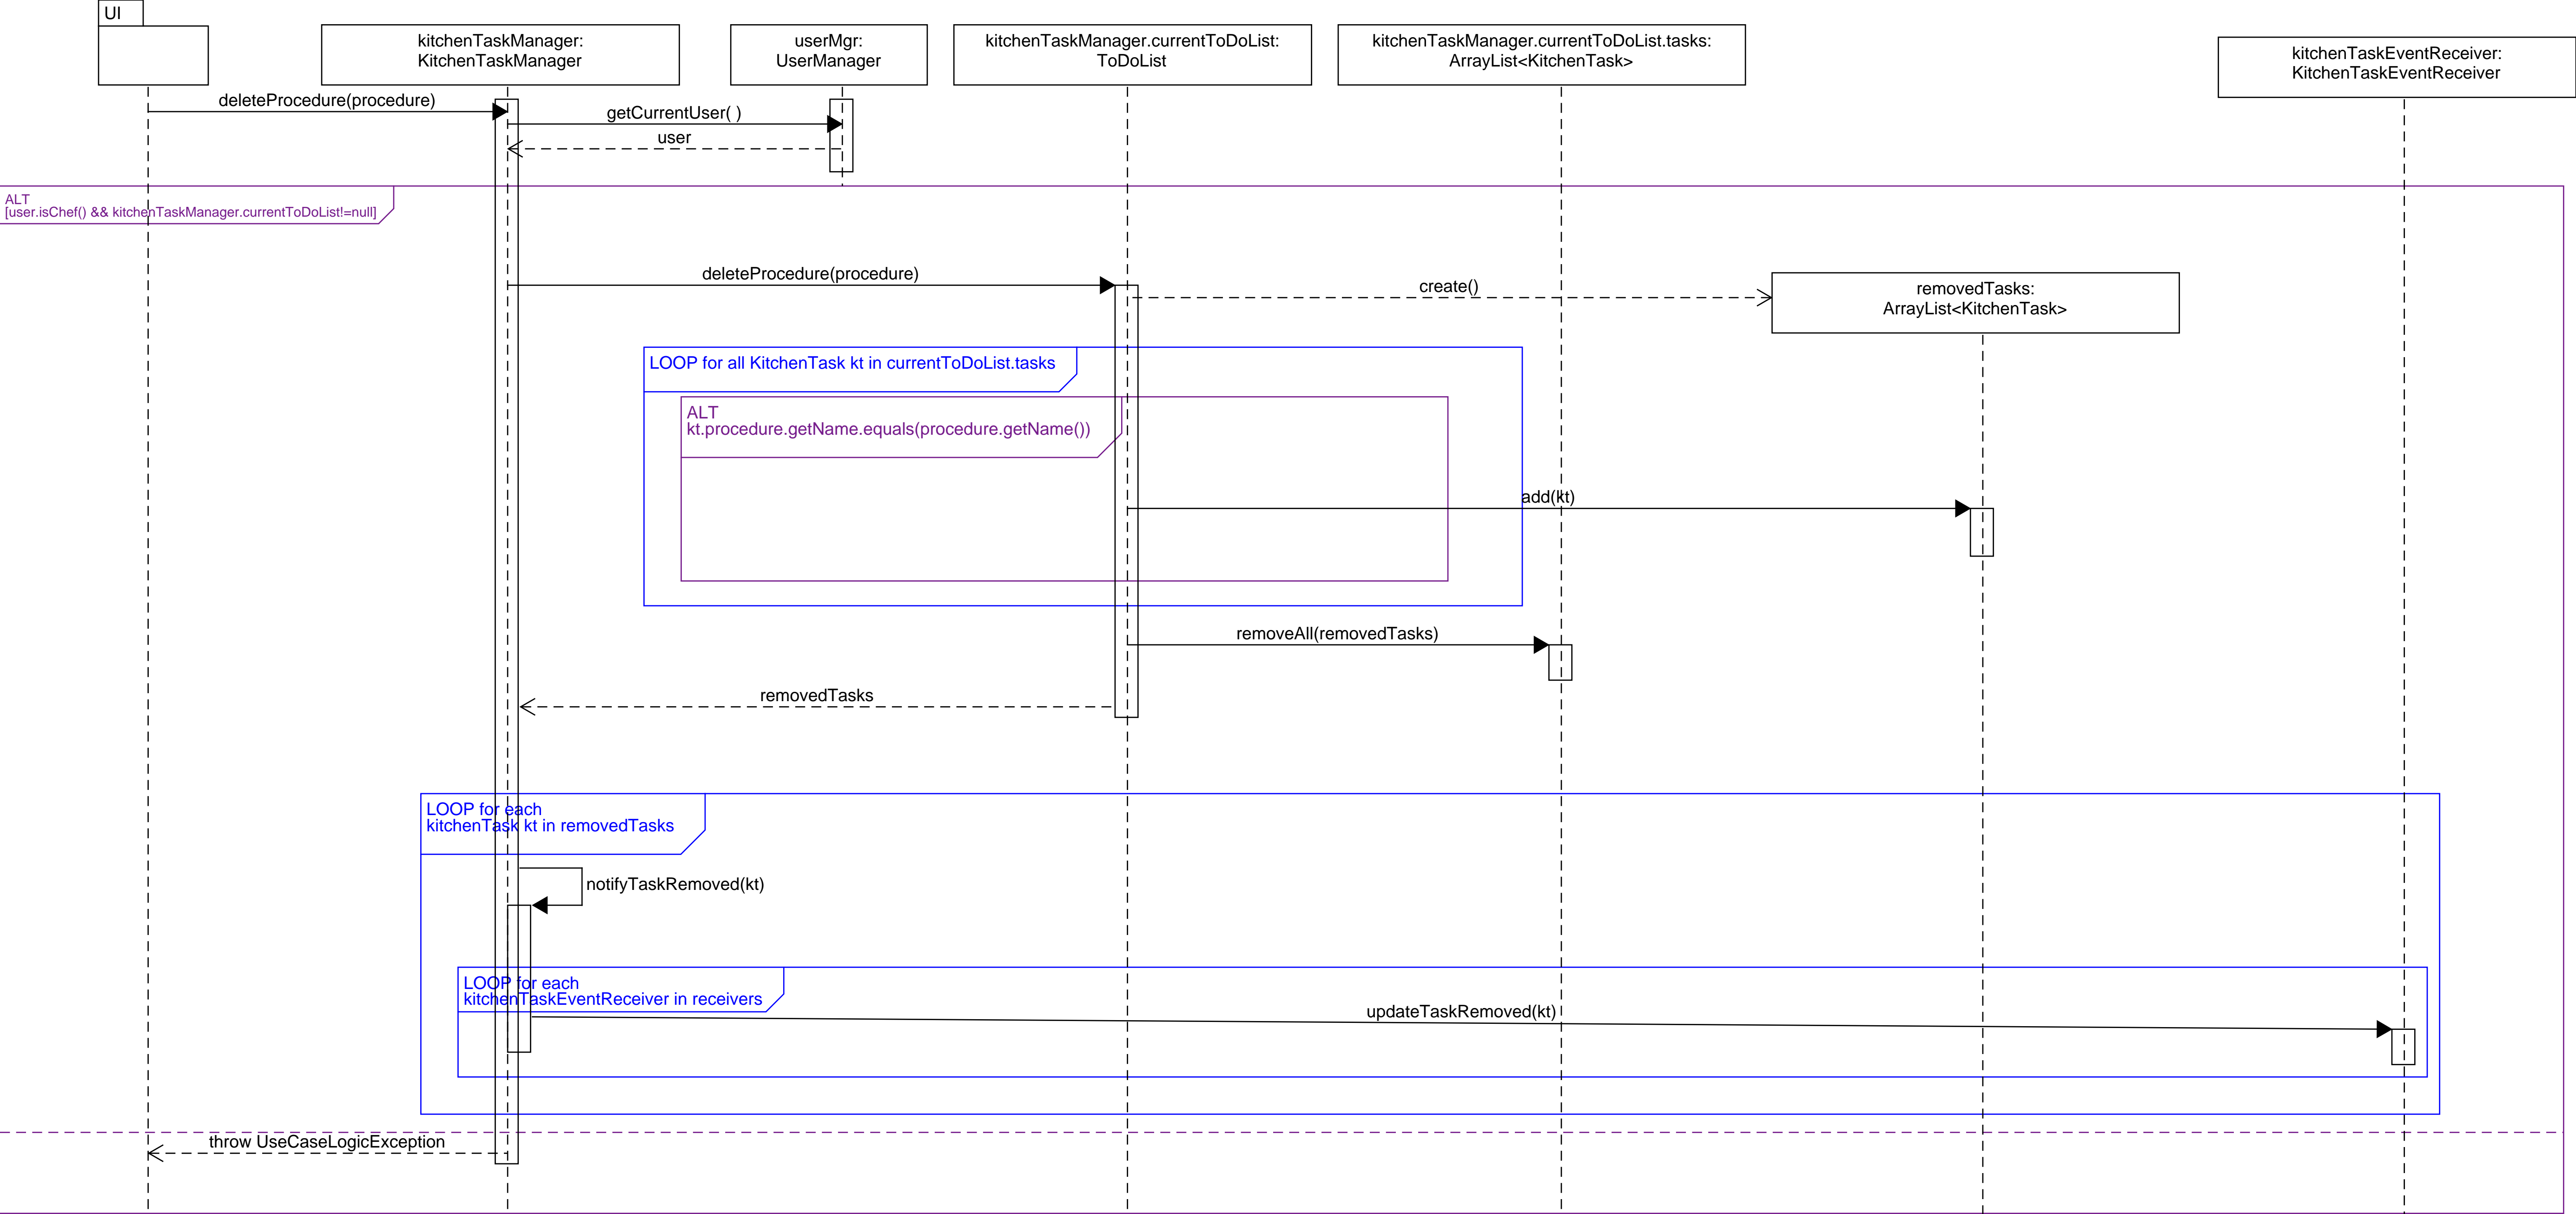 UI
kitchenTaskManager:
KitchenTaskManager
userMgr:
UserManager
kitchenTaskManager.currentToDoList:
ToDoList
kitchenTaskManager.currentToDoList.tasks:
ArrayList<KitchenTask>
kitchenTaskEventReceiver:
KitchenTaskEventReceiver
deleteProcedure(procedure)
getCurrentUser( )
user
ALT
[user.isChef() && kitchenTaskManager.currentToDoList!=null]
deleteProcedure(procedure)
create()
removedTasks:
ArrayList<KitchenTask>
LOOP for all KitchenTask kt in currentToDoList.tasks
ALT
kt.procedure.getName.equals(procedure.getName())
add(kt)
removeAll(removedTasks)
removedTasks
LOOP for each
kitchenTask kt in removedTasks
notifyTaskRemoved(kt)
LOOP for each
kitchenTaskEventReceiver in receivers
updateTaskRemoved(kt)
throw UseCaseLogicException